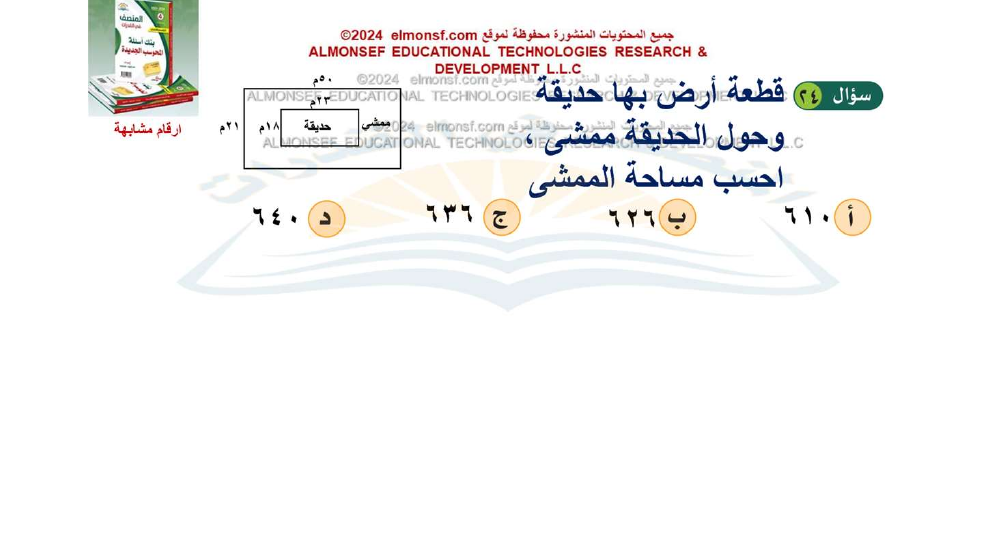 جميع المحتويات المنشورة محفوظة لموقع elmonsf.com ©2024
ALMONSEF EDUCATIONAL TECHNOLOGIES RESEARCH &
DEVELOPMENT L.L.C
المنصف
بنك أسئلة
المحوسب الجديدة
ارقام مشابهة
سؤال ٢٤
قطعة أرض بها حديقة
وحول الحديقة ممشى ،
احسب مساحة الممشى
٥٠م
٢٣م
٢١م
١٨م
حديقة
ممشي
أ ٦١٠
ب ٦٢٦
ج ٦٣٦
د ٦٤٠